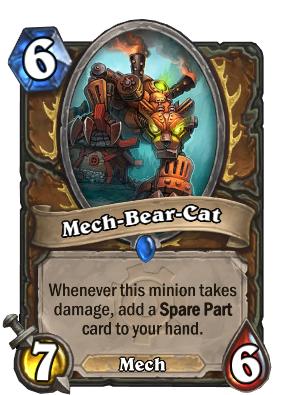 6
Mech-Bear-Cat
Whenever this minion takes
damage, add a Spare Part
card to your hand.
7
Mech
6